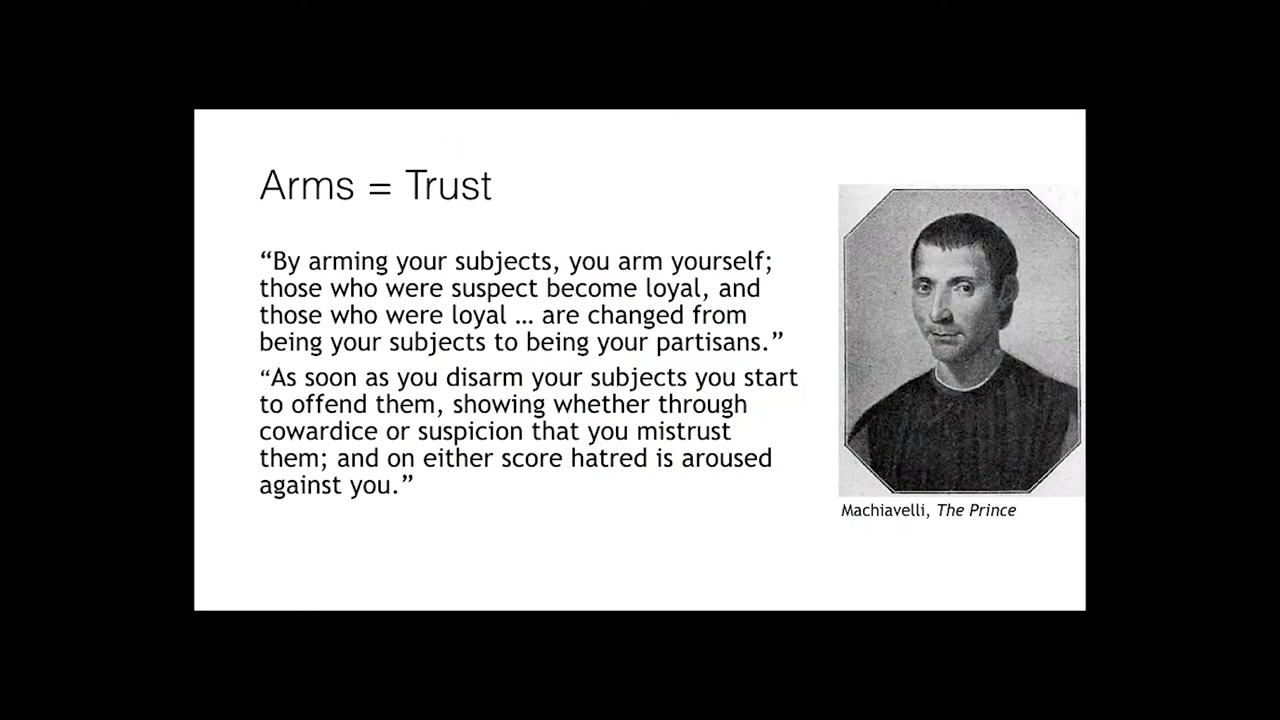 Arms = Trust
“By arming your subjects, you arm yourself;
those who were suspect become loyal, and
those who were loyal … are changed from
being your subjects to being your partisans.”
“As soon as you disarm your subjects you start
to offend them, showing whether through
cowardice or suspicion that you mistrust
them; and on either score hatred is aroused
against you.”
Machiavelli, The Prince